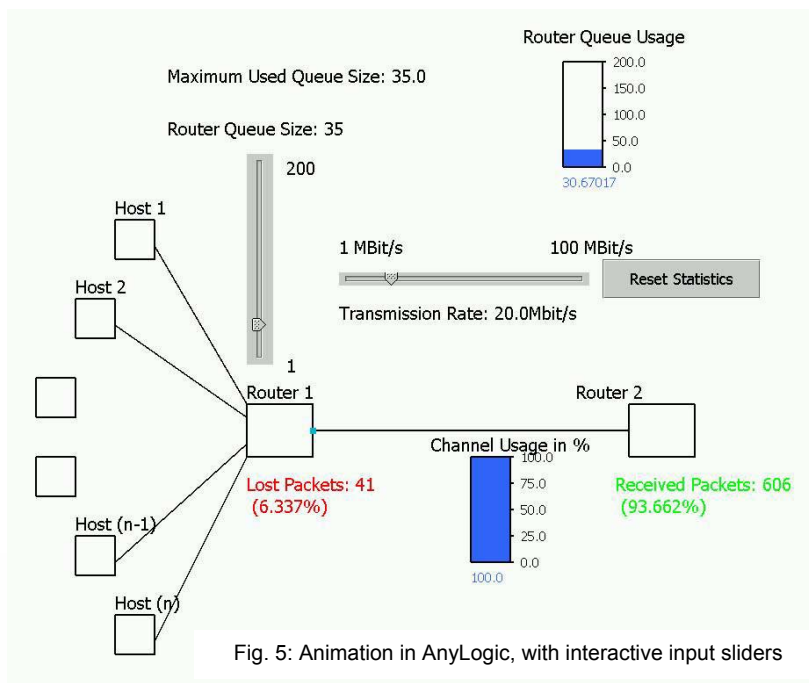 Router Queue Usage
200.0
150.0
100.0
50.0
0.0
30.67017
Maximum Used Queue Size: 35.0
Router Queue Size: 35
200
1
Host 1
Host 2
Host (n-1)
Host (n)
1 MBit/s
100 MBit/s
Reset Statistics
Transmission Rate: 20.0Mbit/s
Router 1
Router 2
Lost Packets: 41
(6.337%)
Channel Usage in %
100.0
75.0
50.0
25.0
0.0
100.0
Received Packets: 606
(93.662%)
Fig. 5: Animation in AnyLogic, with interactive input sliders